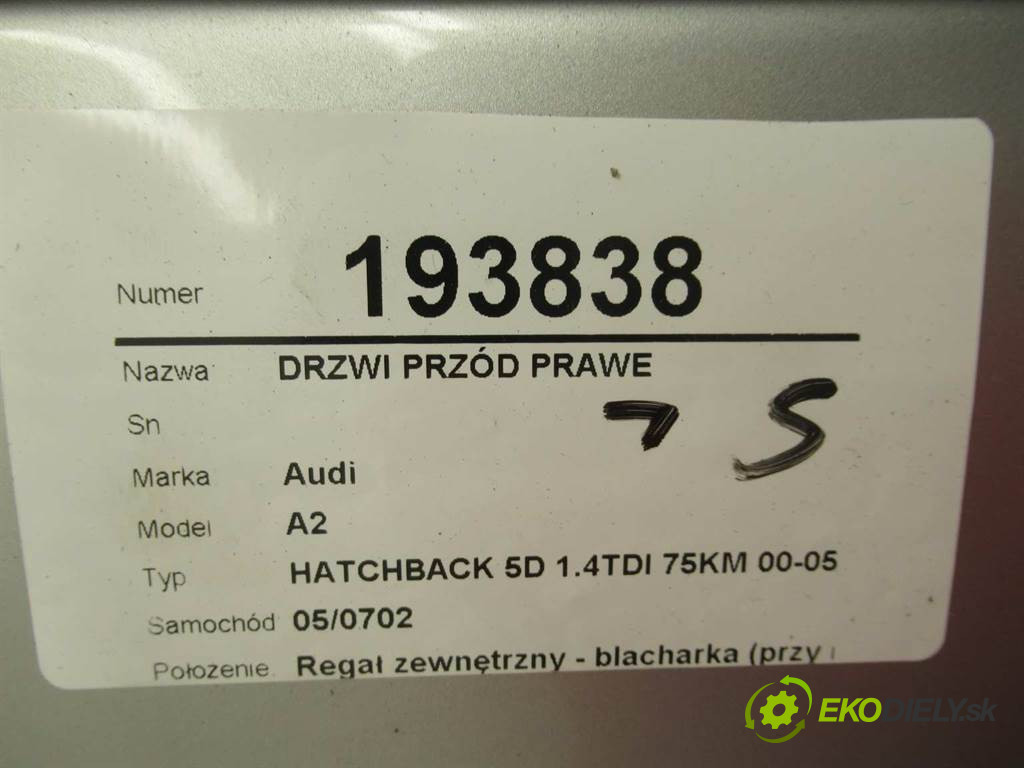 Numer 193838
Nazwa DRZWI PRZÓD PRAWE
Sn
Marka Audi
Model A2
Typ HATCHBACK 5D 1.4TDI 75KM 00-05
Samochód 05/0702
Położenie Regał zewnętrzny - blacharka (przy
EKODIELY.sk